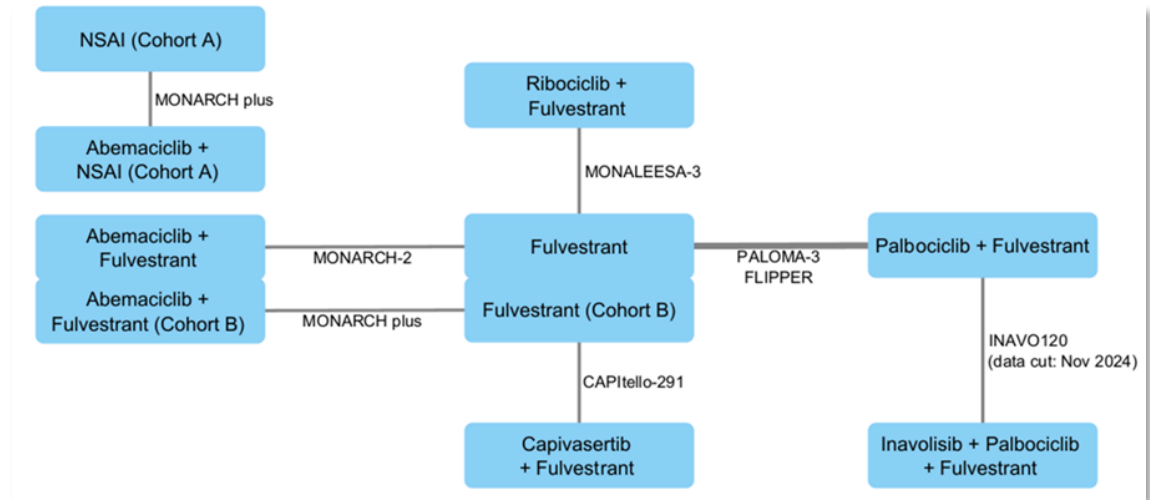 NSAI (Cohort A)
MONARCH plus
Abemaciclib +
NSAI (Cohort A)
Ribociclib +
Fulvestrant
MONALEESA-3
Abemaciclib +
Fulvestrant
MONARCH-2
Fulvestrant
PALOMA-3
FLIPPER
Palbociclib + Fulvestrant
Abemaciclib +
Fulvestrant (Cohort B)
MONARCH plus
Fulvestrant (Cohort B)
CAPItello-291
INAVO120
(data cut: Nov 2024)
Capivasertib
+ Fulvestrant
Inavolisib + Palbociclib
+ Fulvestrant